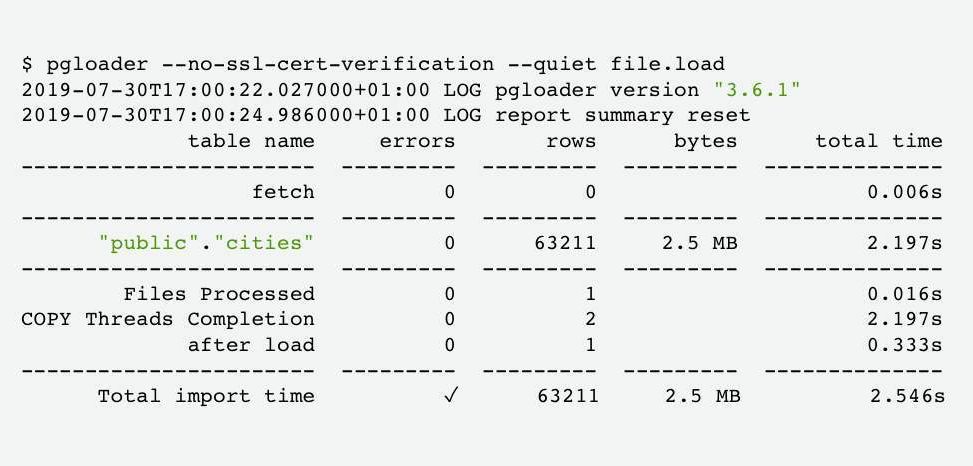 $ pgloader --no-ssl-cert-verification --quiet file.load
2019-07-30T17:00:22.027000+01:00 LOG pgloader version "3.6.1"
2019-07-30T17:00:24.986000+01:00 LOG report summary reset
             table name     errors       rows      bytes      total time
-----------------------  ---------  ---------  ---------  --------------
                  fetch          0          0                     0.006s
-----------------------  ---------  ---------  ---------  --------------
      "public"."cities"          0      63211     2.5 MB          2.197s
-----------------------  ---------  ---------  ---------  --------------
        Files Processed          0          1                     0.016s
COPY Threads Completion          0          2                     2.197s
             after load          0          1                     0.333s
-----------------------  ---------  ---------  ---------  --------------
      Total import time          ✓      63211     2.5 MB          2.546s